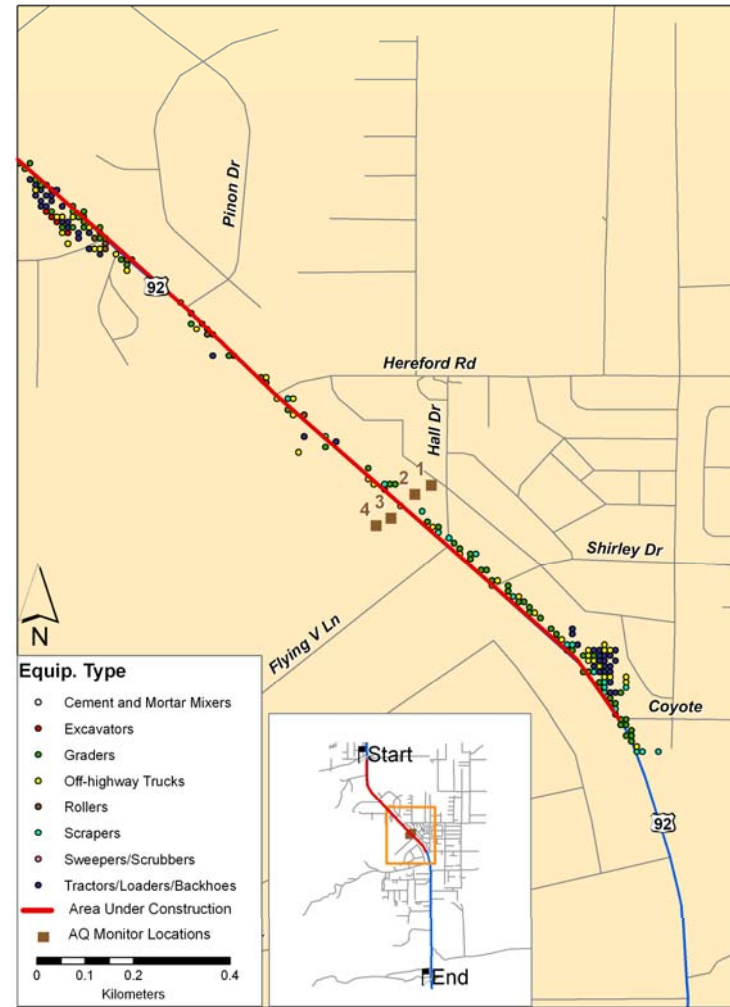 Pinon Dr
92
Hereford Rd
Hall Dr
1
2
3
4
Shirley Dr
Flying V Ln
N
Coyote
92
Equip. Type
Cement and Mortar Mixers
Excavators
Graders
Off-highway Trucks
Rollers
Scrapers
Sweepers/Scrubbers
Tractors/Loaders/Backhoes
Area Under Construction
AQ Monitor Locations
0 0.1 0.2 0.4
Kilometers
Start
End